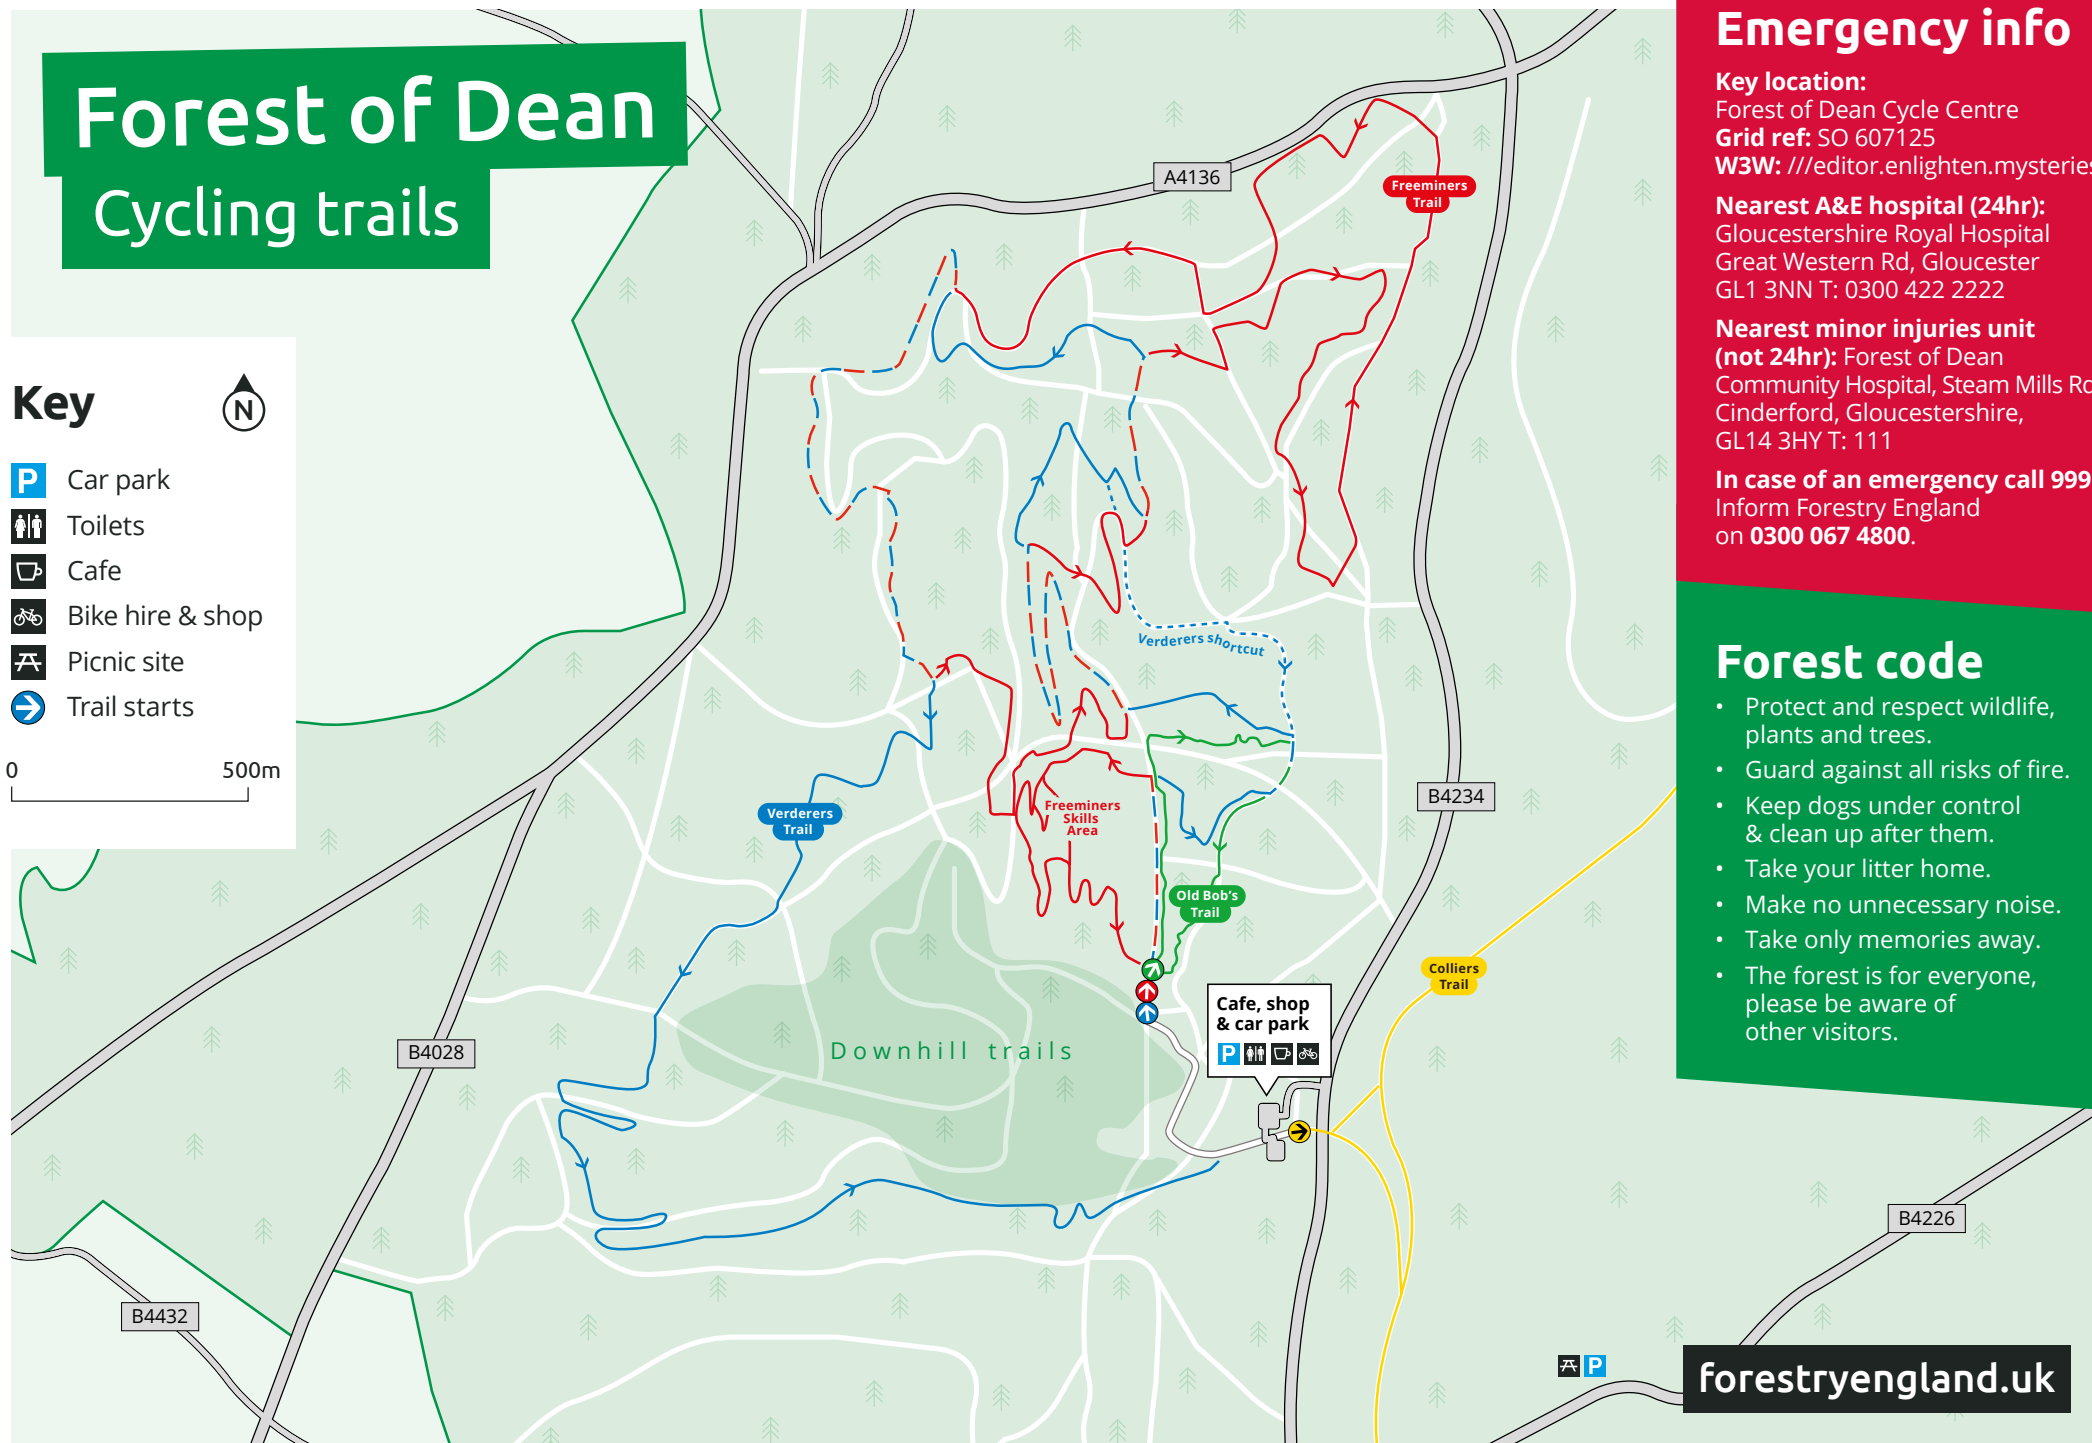 Forest of Dean
Cycling trails
Key
N
P Car park
Toilets
Cafe
Bike hire & shop
Picnic site
Trail starts
0 500m
A4136
Freeminers
Trail
Verderers shortcut
B4234
Verderers
Trail
Freeminers
Skills
Area
Old Bob's
Trail
Colliers
Trail
Cafe, shop
& car park
P
Downhill trails
B4028
B4226
B4432
P
Emergency info
Key location:
Forest of Dean Cycle Centre
Grid ref: SO 607125
W3W: ///editor.enlighten.mysteries
Nearest A&E hospital (24hr):
Gloucestershire Royal Hospital
Great Western Rd, Gloucester
GL1 3NN T: 0300 422 2222
Nearest minor injuries unit
(not 24hr): Forest of Dean
Community Hospital, Steam Mills Rd
Cinderford, Gloucestershire,
GL14 3HY T: 111
In case of an emergency call 999
Inform Forestry England
on 0300 067 4800.
Forest code
• Protect and respect wildlife,
plants and trees.
• Guard against all risks of fire.
• Keep dogs under control
& clean up after them.
• Take your litter home.
• Make no unnecessary noise.
• Take only memories away.
• The forest is for everyone,
please be aware of
other visitors.
forestryengland.uk